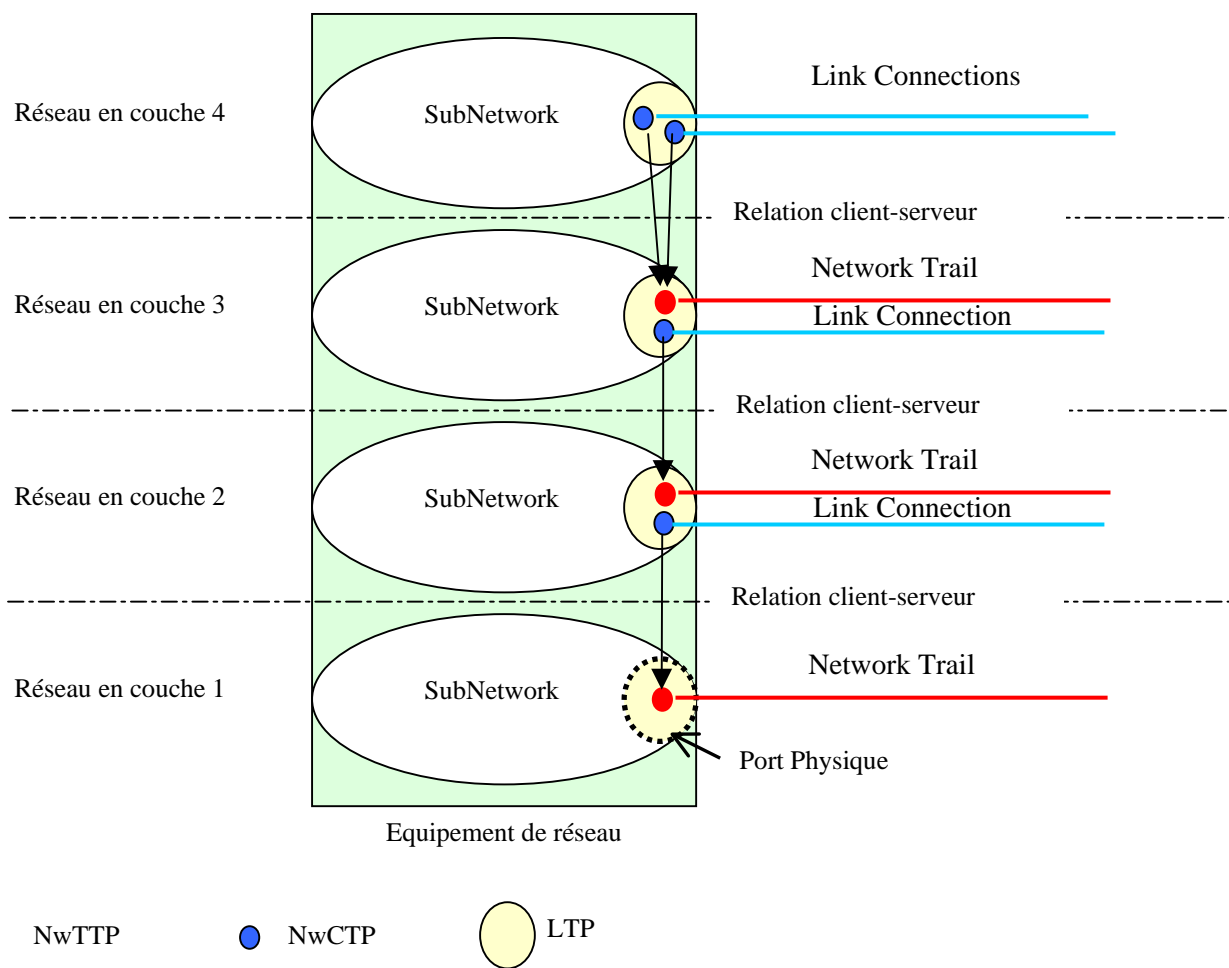 Link Connections
Réseau en couche 4
SubNetwork
Relation client-serveur
Network Trail
Réseau en couche 3
SubNetwork
Link Connection
Relation client-serveur
Network Trail
Réseau en couche 2
SubNetwork
Link Connection
Relation client-serveur
Network Trail
Réseau en couche 1
SubNetwork
Port Physique
Equipement de réseau
NwTTP
NwCTP
LTP